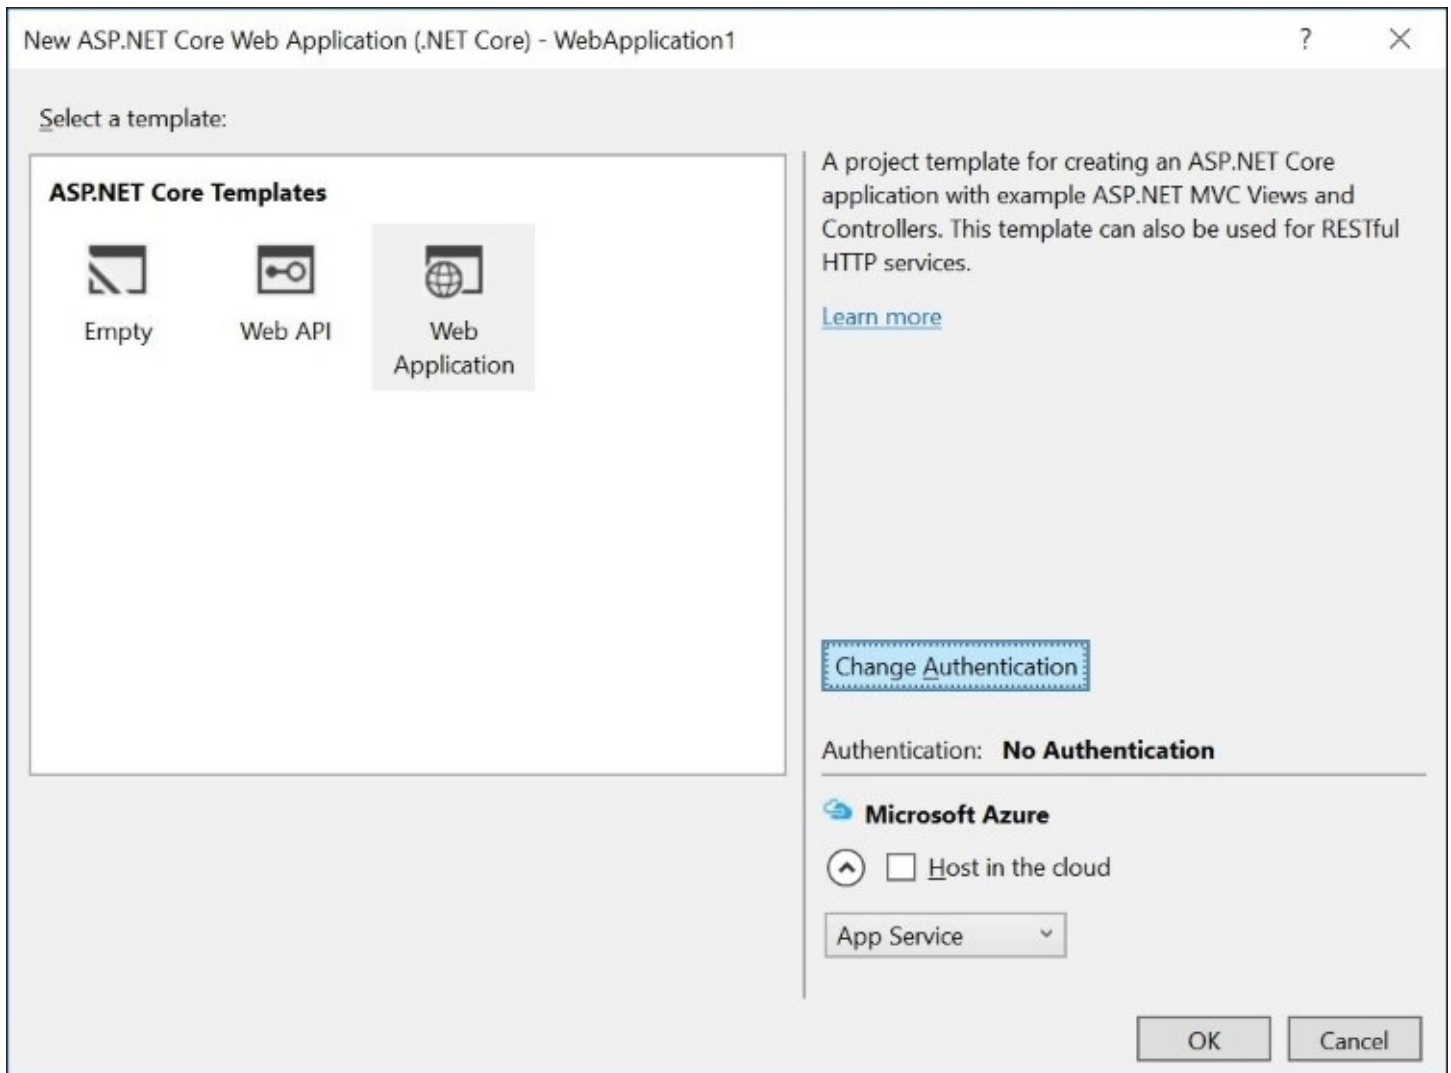 New ASP.NET Core Web Application (.NET Core) - WebApplication1
?
Select a template:
ASP.NET Core Templates
Empty
Web API
Web
Application
A project template for creating an ASP.NET Core
application with example ASP.NET MVC Views and
Controllers. This template can also be used for RESTful
HTTP services.
Learn more
Change Authentication
Authentication: No Authentication
Microsoft Azure
Host in the cloud
App Service
OK
Cancel